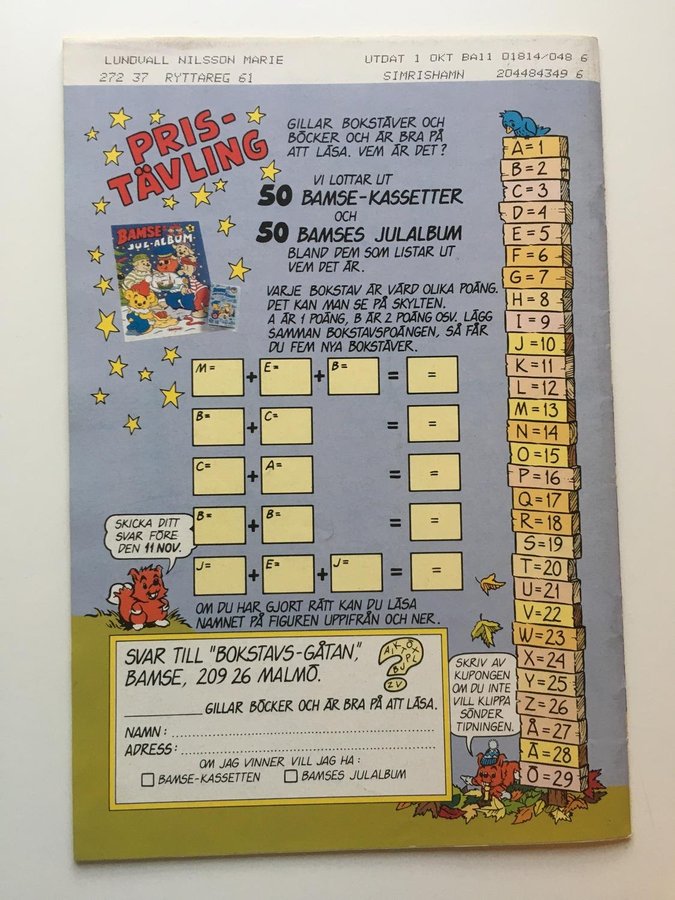 LUNDVALL NILSSON MARIE UTDAT 1 OKT BA11 01814/048 6
272 37 RYTTAREG 61 SIMRISHAMN 204484349 6
PRIS-
TÄVLING
GILLAR BOKSTÄVER OCH
BÖCKER OCH ÄR BRA PÅ
ATT LÄSA. VEM ÄR DET?
VI LOTTAR UT
50 BAMSE-KASSETTER
OCH
50 BAMSES JULALBUM
BLAND DEM SOM LISTAR UT
VEM DET ÄR.
BAMSE
JUL-ALBUM
VARJE BOKSTAV ÄR VÄRD OLIKA POÄNG.
DET KAN MAN SE PÅ SKYLTEN.
A ÄR 1 POÄNG, B ÄR 2 POÄNG OSV. LÄGG
SAMMAN BOKSTAVSPOÄNGEN, SÅ FÅR
DU FEM NYA BOKSTÄVER.
M= + E= + B= = =
B= + C= = =
C= + A= = =
B= + B= = =
J= + E= + J= = =
SKICKA DITT
SVAR FÖRE
DEN 11 NOV.
OM DU HAR GJORT RÄTT KAN DU LÄSA
NAMNET PÅ FIGUREN UPPIFRÅN OCH NER.
SVAR TILL "BOKSTAVS-GÅTAN",
BAMSE, 209 26 MALMÖ.
GILLAR BÖCKER OCH ÄR BRA PÅ ATT LÄSA.
NAMN:
ADRESS:
OM JAG VINNER VILL JAG HA:
BAMSE-KASSETTEN BAMSES JULALBUM
SKRIV AV
KUPONGEN
OM DU INTE
VILL KLIPPA
SÖNDER
TIDNINGEN.
A=1
B=2
C=3
D=4
E=5
F=6
G=7
H=8
I=9
J=10
K=11
L=12
M=13
N=14
O=15
P=16
Q=17
R=18
S=19
T=20
U=21
V=22
W=23
X=24
Y=25
Z=26
Å=27
Ä=28
Ö=29